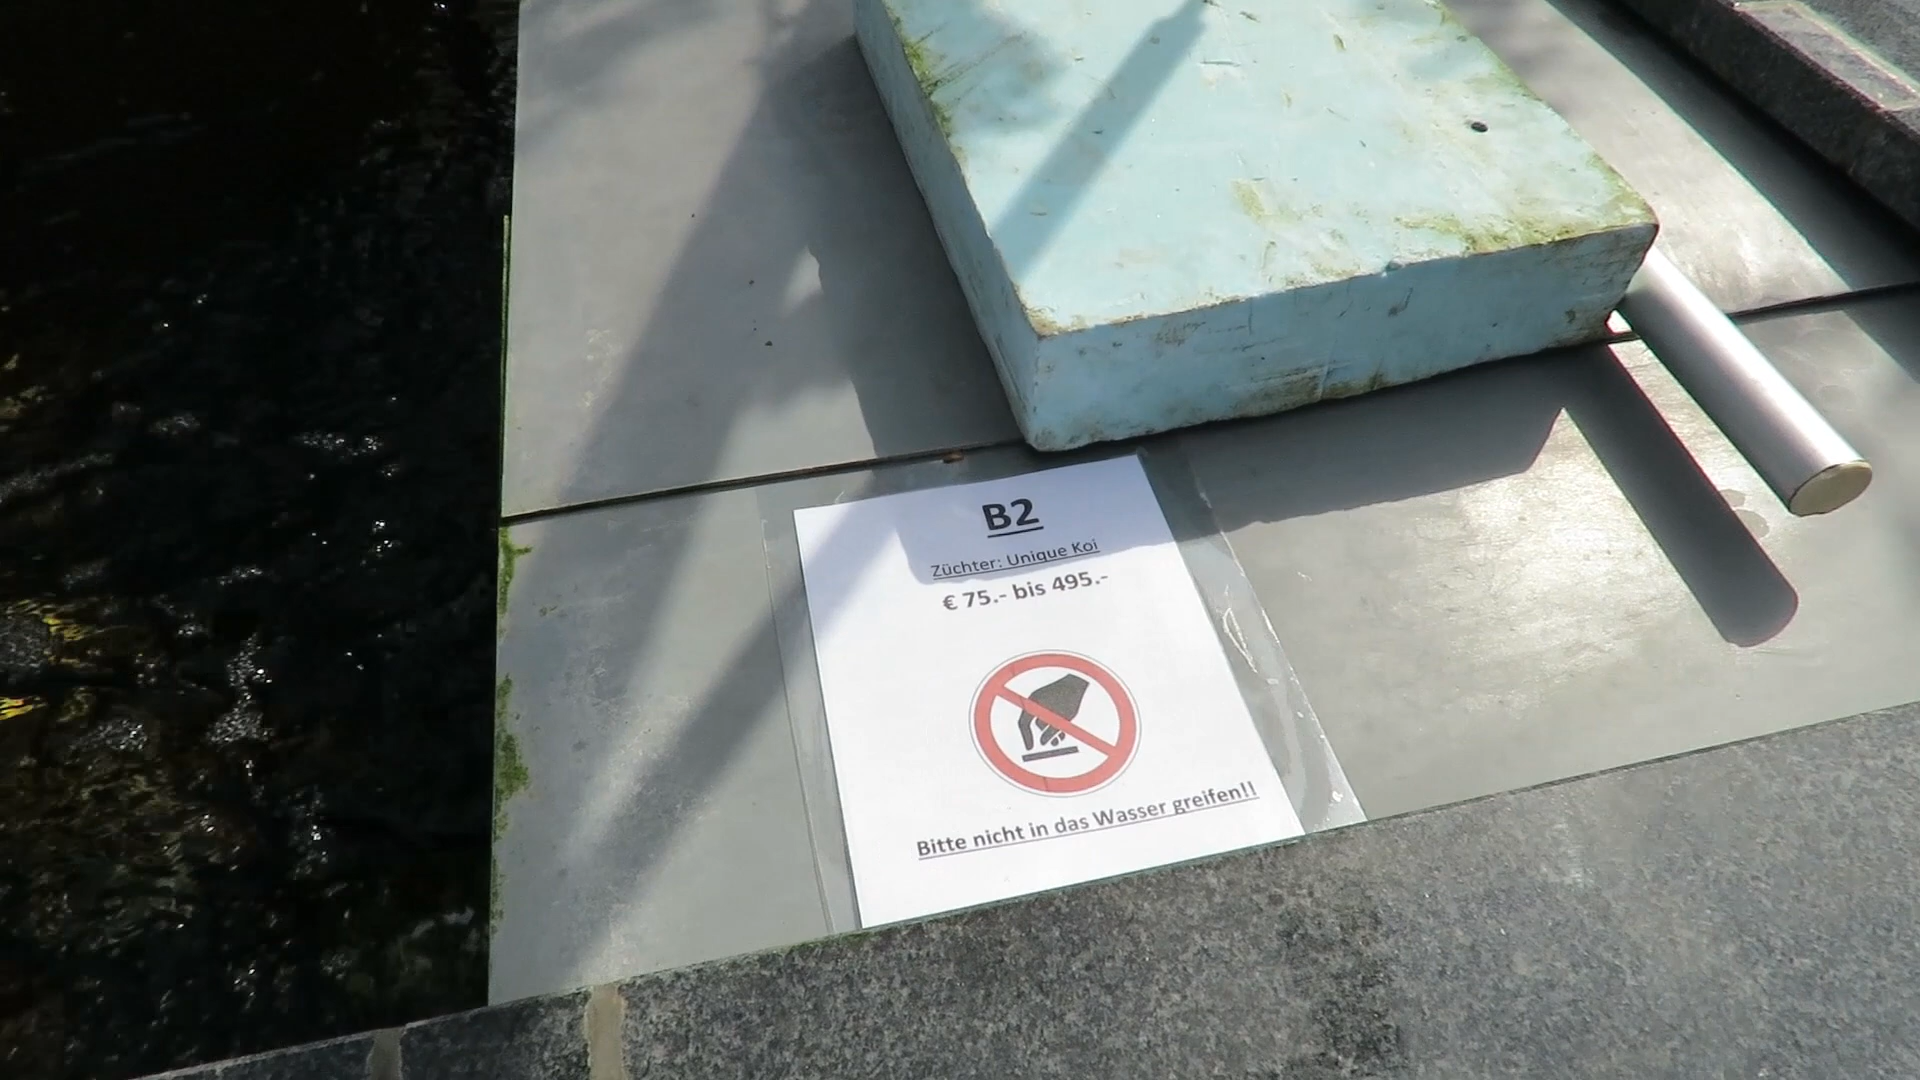 B2
Züchter: Unique Koi
€ 75.- bis 495.-
Bitte nicht in das Wasser greifen!!